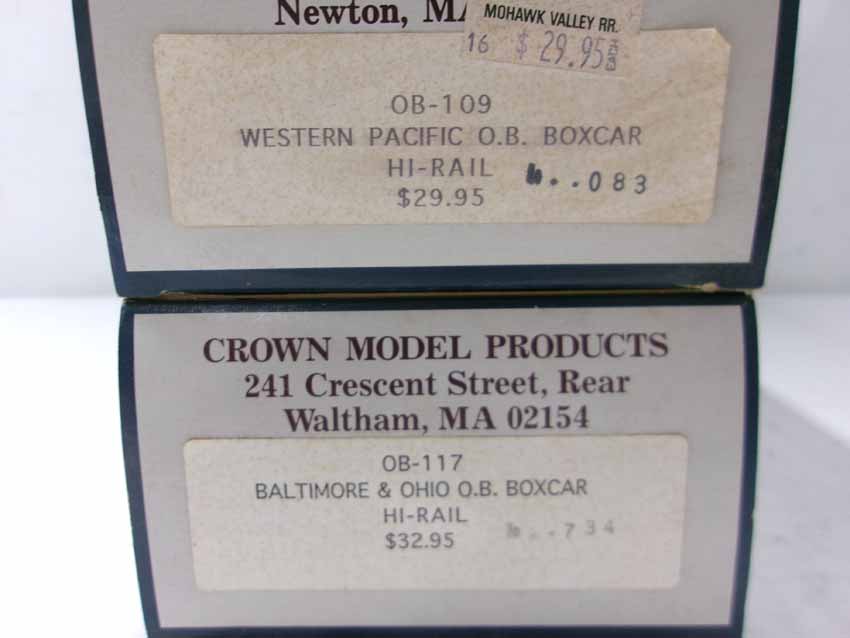 Newton, MA
MOHAWK VALLEY RR.
16 $ 29.95
OB-109
WESTERN PACIFIC O.B. BOXCAR
HI-RAIL
..083
$29.95
CROWN MODEL PRODUCTS
241 Crescent Street, Rear
Waltham, MA 02154
OB-117
BALTIMORE & OHIO O.B. BOXCAR
HI-RAIL
..734
$32.95